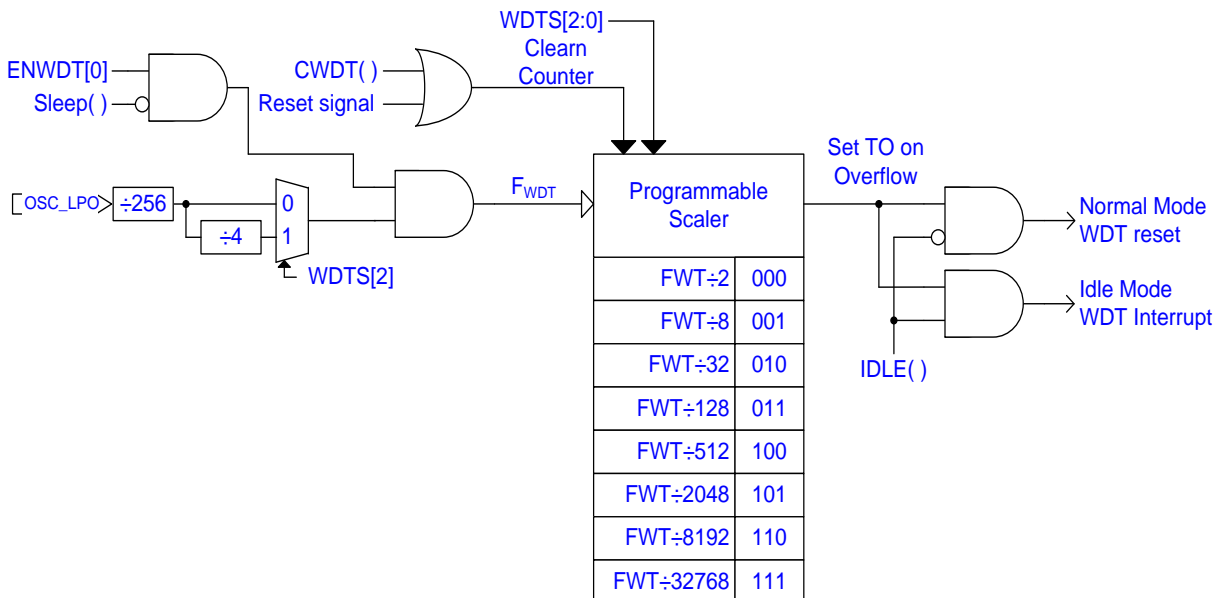 WDTS[2:0]
Clearn
Counter
ENWDT[0]
Sleep( )
CWDT( )
Reset signal
OSC_LPO
÷256
÷4
0
1
WDTS[2]
FWDT
Programmable
Scaler
FWT÷2 000
FWT÷8 001
FWT÷32 010
FWT÷128 011
FWT÷512 100
FWT÷2048 101
FWT÷8192 110
FWT÷32768 111
Set TO on
Overflow
Normal Mode
WDT reset
Idle Mode
WDT Interrupt
IDLE( )